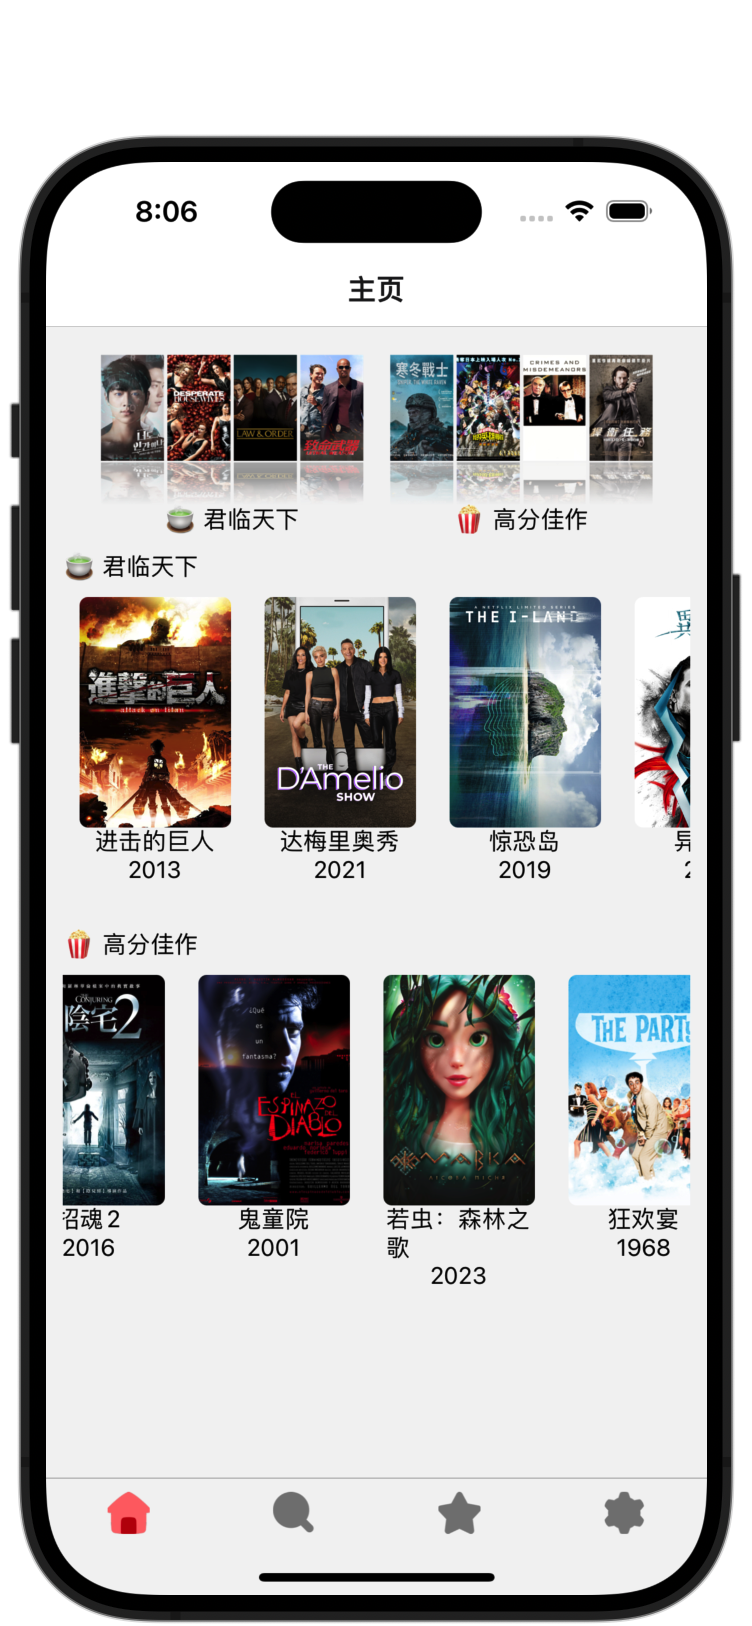 8:06
主页
DESPERATE
HOUSEWIVES
LAW & ORDER
致命武器
寒冬戰士
CRIMES AND
MISDEMEANORS
🍵 君临天下
🍿 高分佳作
🍵 君临天下
進撃的巨人
attack on titan
THE
D'Amelio
SHOW
A NETFLIX LIMITED SERIES
THE I-LAND
異
进击的巨人
2013
达梅里奥秀
2021
惊恐岛
2019
异
2
🍿 高分佳作
THE
CONJURING
陰宅2
¿Qué
es
un
fantasma?
EL
ESPINAZO
DEL
DIABLO
THE PARTY
招魂2
2016
鬼童院
2001
若虫：森林之
歌
2023
狂欢宴
1968